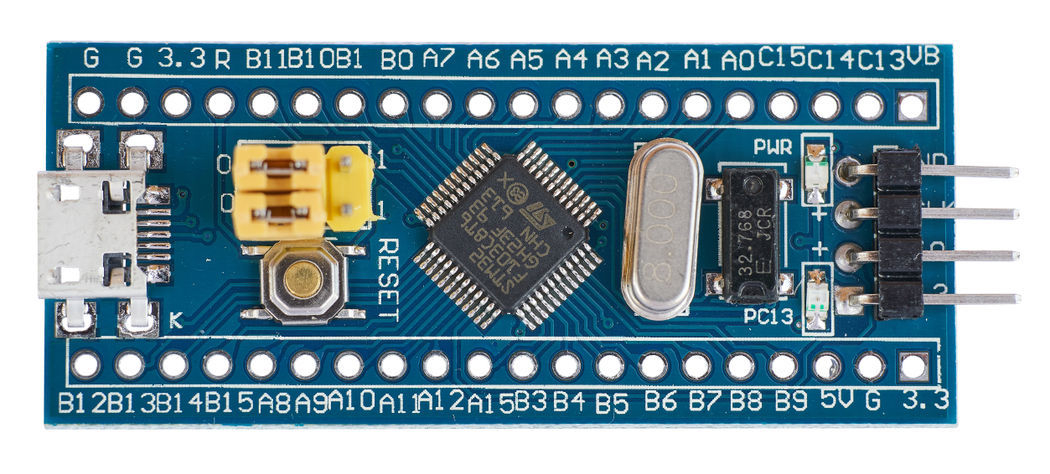 G G 3.3 R B11 B10 B1 B0 A7 A6 A5 A4 A3 A2 A1 A0 C15 C14 C13 VB
0 1
0 1
RESET
K
STM32
8.000
32.768
E JCR
PWR
+
+
PC13
B12 B13 B14 B15 A8 A9 A10 A11 A12 A15 B3 B4 B5 B6 B7 B8 B9 5V G 3.3